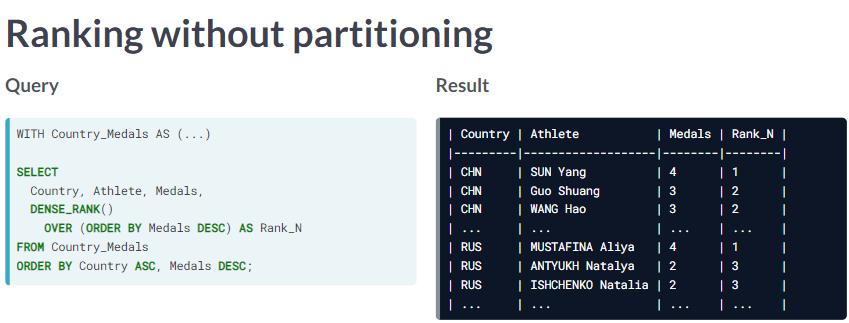 Ranking without partitioning
Query
WITH Country_Medals AS (...)
SELECT
Country, Athlete, Medals,
DENSE_RANK()
OVER (ORDER BY Medals DESC) AS Rank_N
FROM Country_Medals
ORDER BY Country ASC, Medals DESC;
Result
| Country | Athlete | Medals | Rank_N |
|---------|-------------------|--------|--------|
| CHN | SUN Yang | 4 | 1 |
| CHN | Guo Shuang | 3 | 2 |
| CHN | WANG Hao | 3 | 2 |
| ... | ... | ... | ... |
| RUS | MUSTAFINA Aliya | 4 | 1 |
| RUS | ANTYUKH Natalya | 2 | 3 |
| RUS | ISHCHENKO Natalia | 2 | 3 |
| ... | ... | ... | ... |